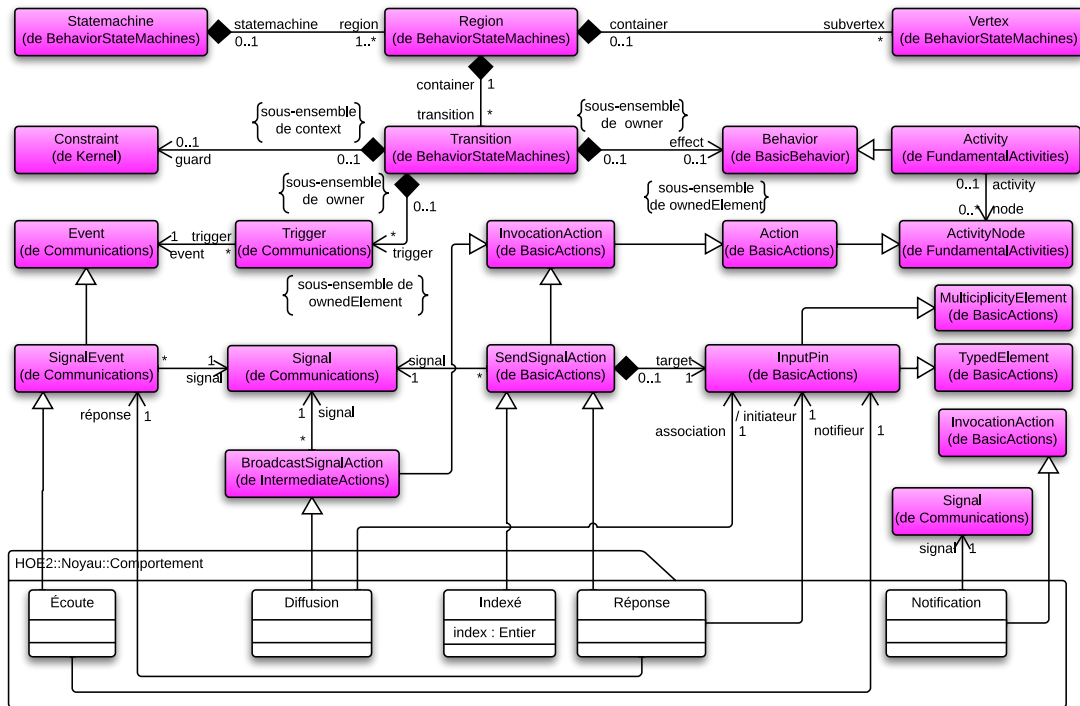 Statemachine
(de BehaviorStateMachines)
statemachine
0..1
region
1..*
Region
(de BehaviorStateMachines)
container
0..1
subvertex
*
Vertex
(de BehaviorStateMachines)
container
1
transition
*
sous-ensemble
de context
sous-ensemble
de owner
Constraint
(de Kernel)
0..1
guard
0..1
Transition
(de BehaviorStateMachines)
0..1
effect
0..1
Behavior
(de BasicBehavior)
Activity
(de FundamentalActivities)
sous-ensemble
de owner
0..1
sous-ensemble
de ownedElement
0..1
activity
0..*
node
Event
(de Communications)
1
trigger
event
*
Trigger
(de Communications)
*
trigger
InvocationAction
(de BasicActions)
Action
(de BasicActions)
ActivityNode
(de FundamentalActivities)
sous-ensemble de
ownedElement
MulticiplicityElement
(de BasicActions)
SignalEvent
(de Communications)
*
1
signal
Signal
(de Communications)
signal
1
*
SendSignalAction
(de BasicActions)
0..1
target
1
InputPin
(de BasicActions)
TypedElement
(de BasicActions)
réponse
1
1
signal
*
association
1
/ initiateur
1
notifieur
1
InvocationAction
(de BasicActions)
BroadcastSignalAction
(de IntermediateActions)
Signal
(de Communications)
signal
1
HOE2::Noyau::Comportement
Écoute
Diffusion
Indexé
index : Entier
Réponse
Notification